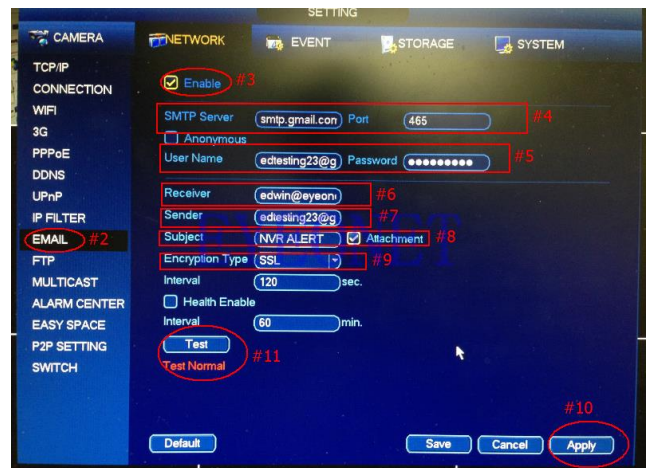 SETTING
CAMERA NETWORK EVENT STORAGE SYSTEM
TCP/IP
CONNECTION
WIFI
3G
PPPoE
DDNS
UPnP
IP FILTER
EMAIL #2
FTP
MULTICAST
ALARM CENTER
EASY SPACE
P2P SETTING
SWITCH
Enable #3
SMTP Server smtp.gmail.con Port 465 #4
Anonymous
User Name edtesting23@g Password ●●●●●●●●● #5
Receiver edwin@eyeon #6
Sender edtesting23@g #7
Subject NVR ALERT Attachment #8
Encryption Type SSL #9
Interval 120 sec.
Health Enable
Interval 60 min.
Test #11
Test Normal
#10
Default Save Cancel Apply